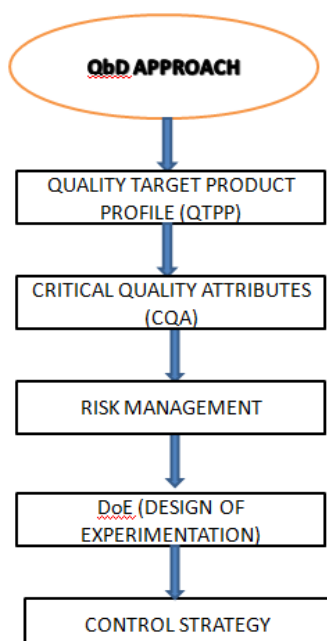 QbD APPROACH
QUALITY TARGET PRODUCT
PROFILE (QTPP)
CRITICAL QUALITY ATTRIBUTES
(CQA)
RISK MANAGEMENT
DoE (DESIGN OF
EXPERIMENTATION)
CONTROL STRATEGY